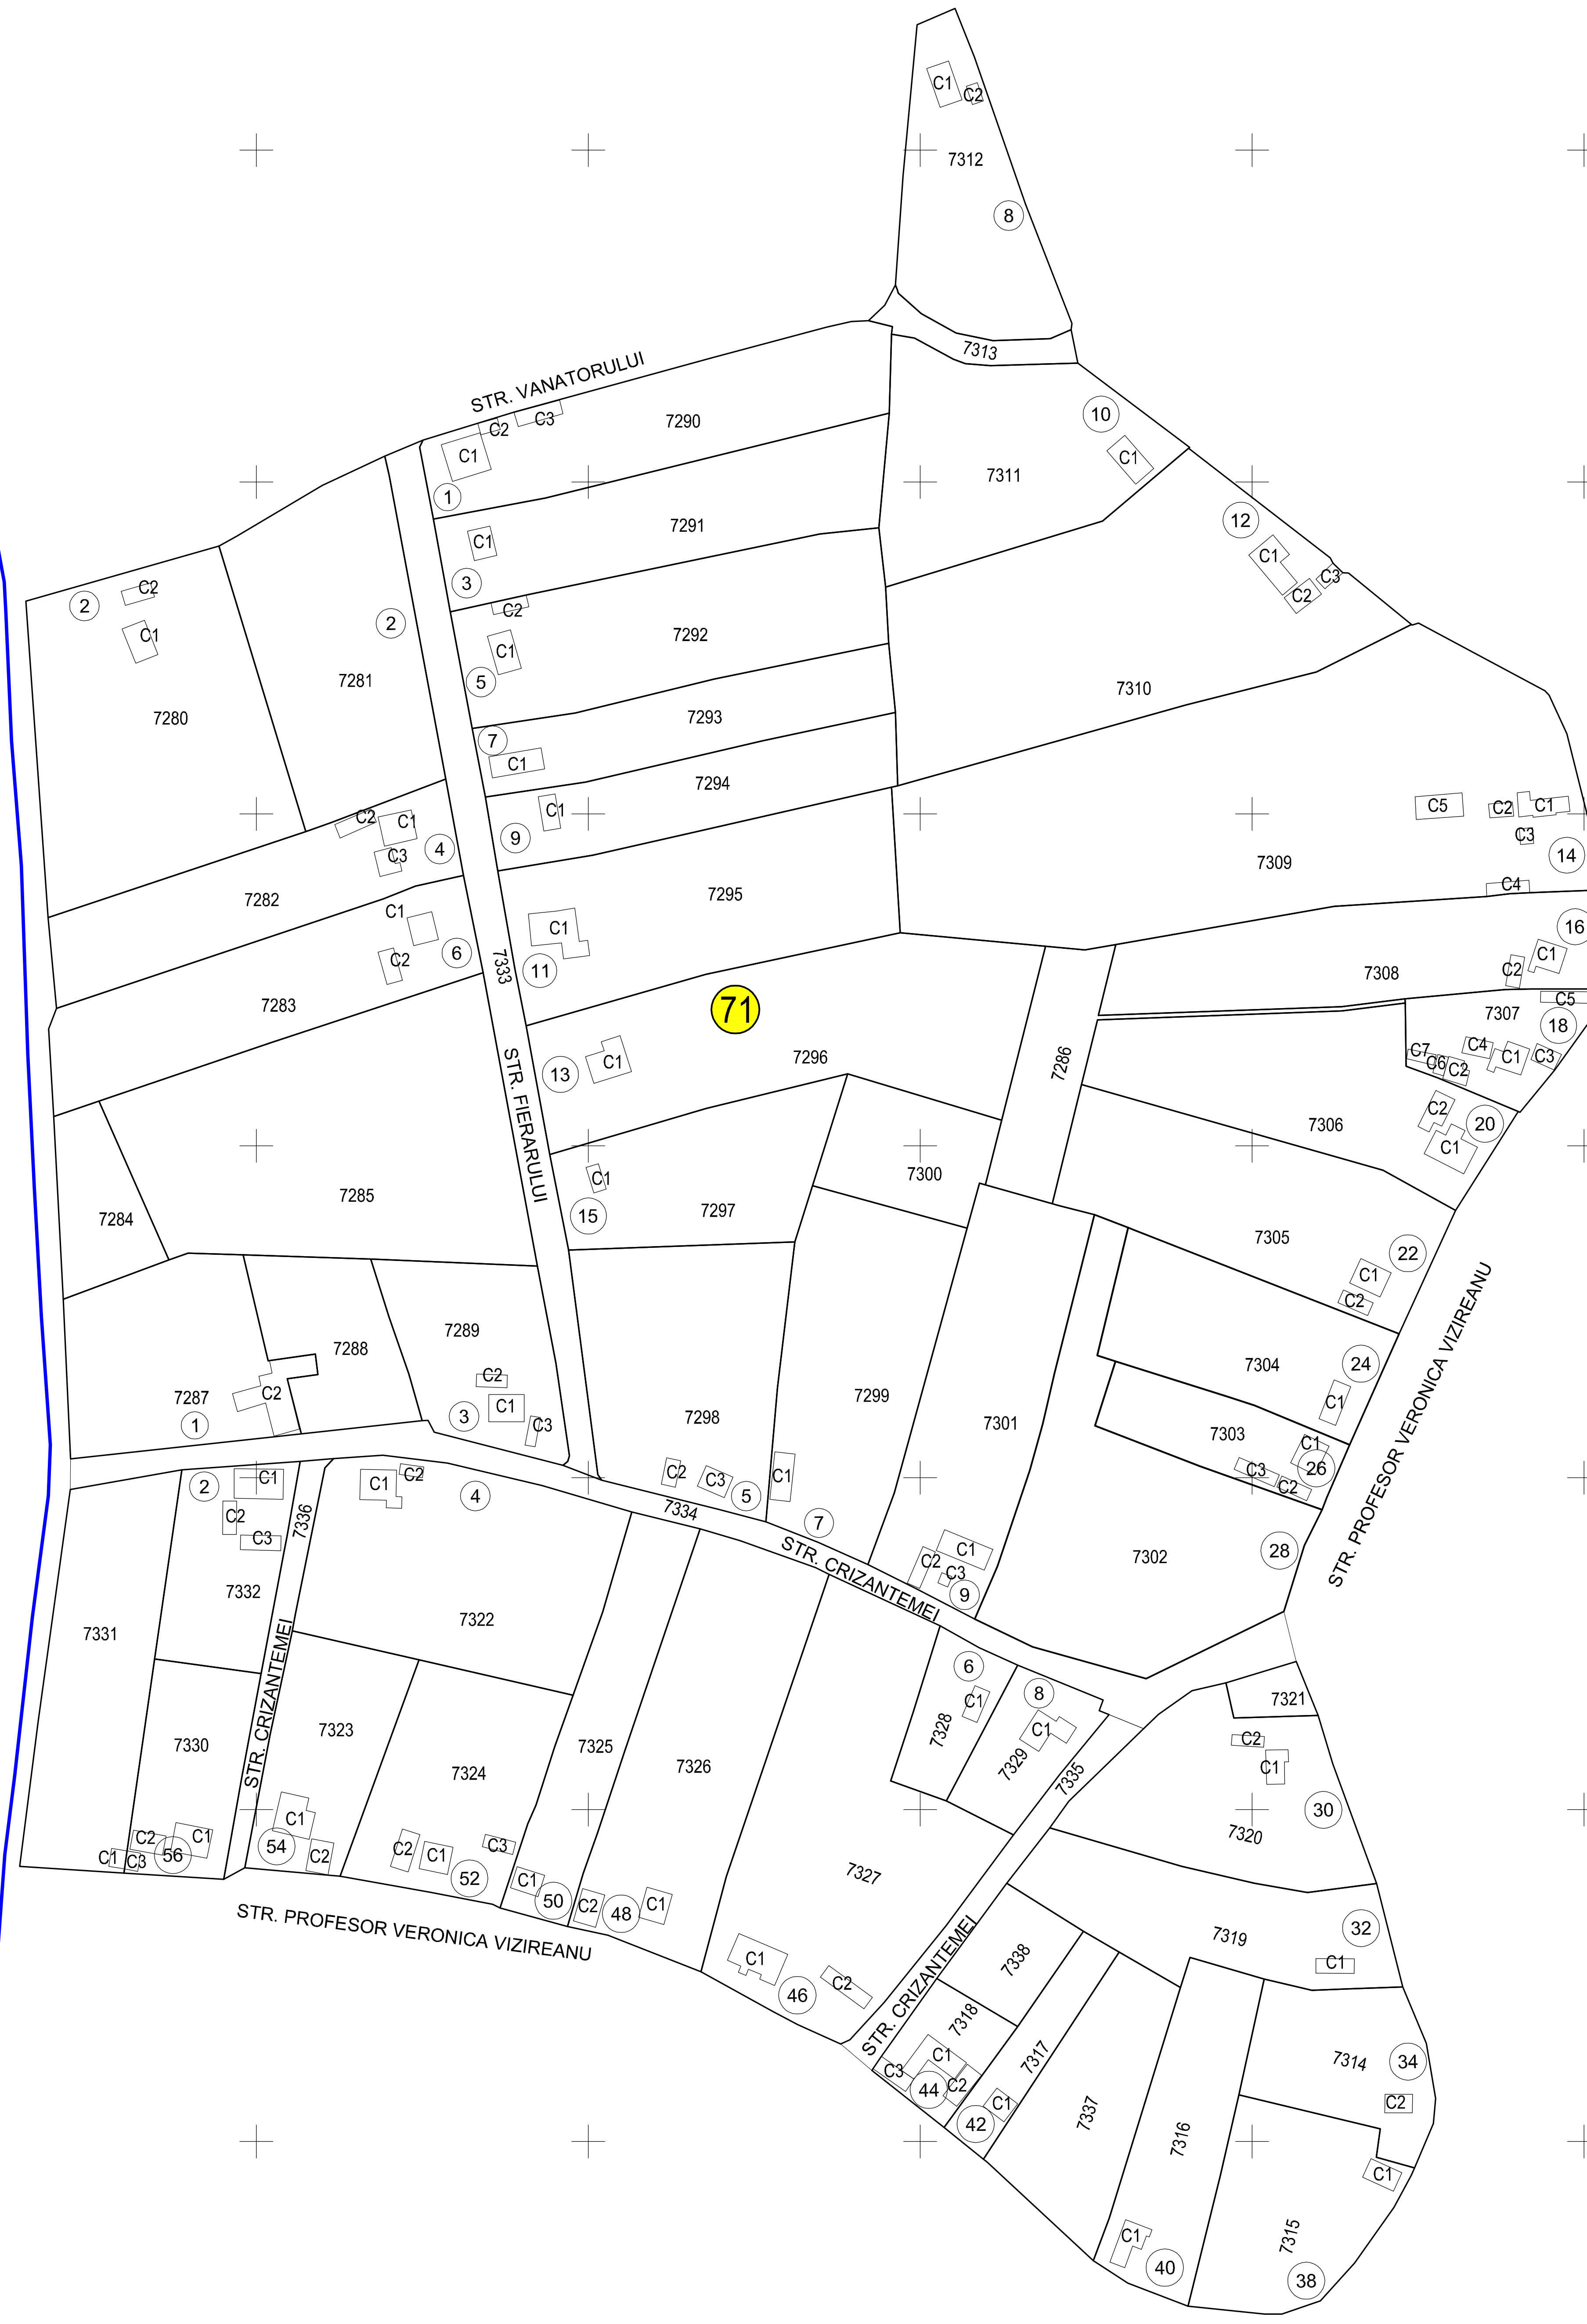 C1
C2
7312
8
7313
STR. VANATORULUI
C3
C2
C1
7290
1
10
C1
7311
C1
7291
3
12
C1
C3
C2
2
C2
C1
7280
2
7281
C2
7292
C1
5
7310
7
7293
C1
7294
C1
9
C2
C1
C3
4
7282
C5
C2
C1
C3
14
7309
C4
7295
C1
11
C1
6
C2
7283
7333
16
C1
C2
7308
C5
7307
18
C7
C6
C4
C2
C1
C3
71
7296
13
C1
7286
STR. FIERARULUI
C2
20
C1
7306
7300
C1
15
7297
7285
7284
7305
22
C1
C2
7289
7288
7287
C2
1
C2
C1
3
C3
7299
7298
7301
7304
24
C1
7303
C1
26
C3
C2
STR. PROFESOR VERONICA VIZIREANU
C2
C3
5
C1
7
2
C1
C2
C3
7336
C1
C2
4
7334
STR. CRIZANTEMEI
C1
C2
C3
9
7302
28
7332
7331
7322
STR. CRIZANTEMEI
6
C1
7328
8
C1
7329
7335
7321
C2
C1
30
7320
7330
7323
7324
7325
7326
C2
C1
C1
C3
56
C1
54
C2
C2
C1
C3
52
C1
50
C2
48
C1
7327
STR. PROFESOR VERONICA VIZIREANU
C1
C2
46
STR. CRIZANTEMEI
7319
32
C1
7338
7318
C1
C3
44
C2
7317
C1
42
7337
7316
7314
34
C2
C1
7315
C1
40
38